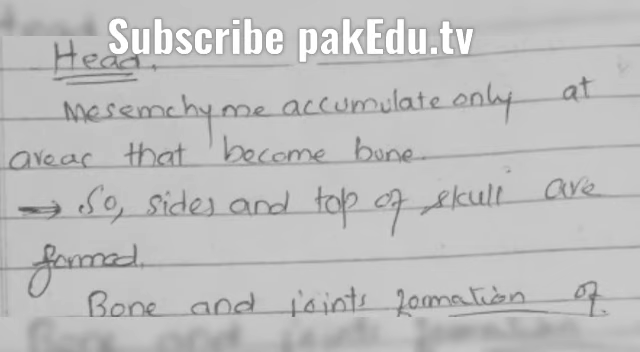 Subscribe pakEdu.tv
Head.
Mesemchyme accumulate only at
areas that become bone.
→ So, sides and top of skull are
formed.
Bone and joints formation of